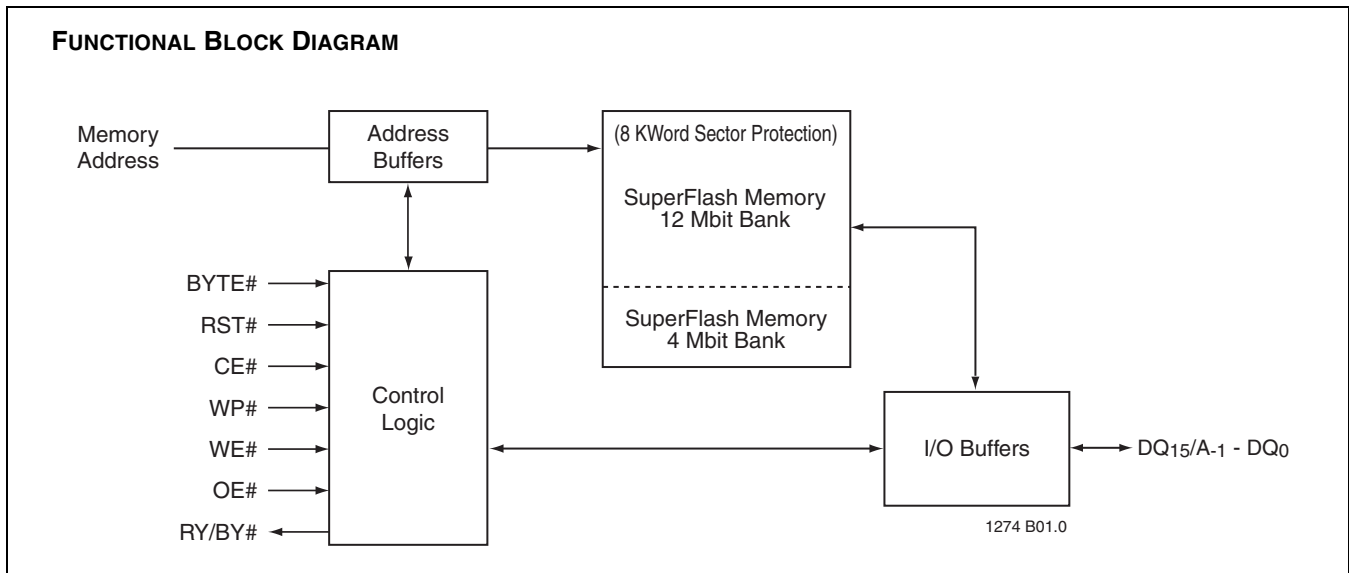 FUNCTIONAL BLOCK DIAGRAM
Memory
Address
Address
Buffers
(8 KWord Sector Protection)
SuperFlash Memory
12 Mbit Bank
SuperFlash Memory
4 Mbit Bank
BYTE#
RST#
CE#
WP#
WE#
OE#
RY/BY#
Control
Logic
I/O Buffers
DQ15/A-1 - DQ0
1274 B01.0